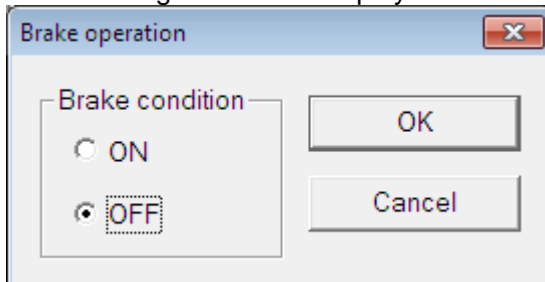 Brake operation
Brake condition
ON
OFF
OK
Cancel